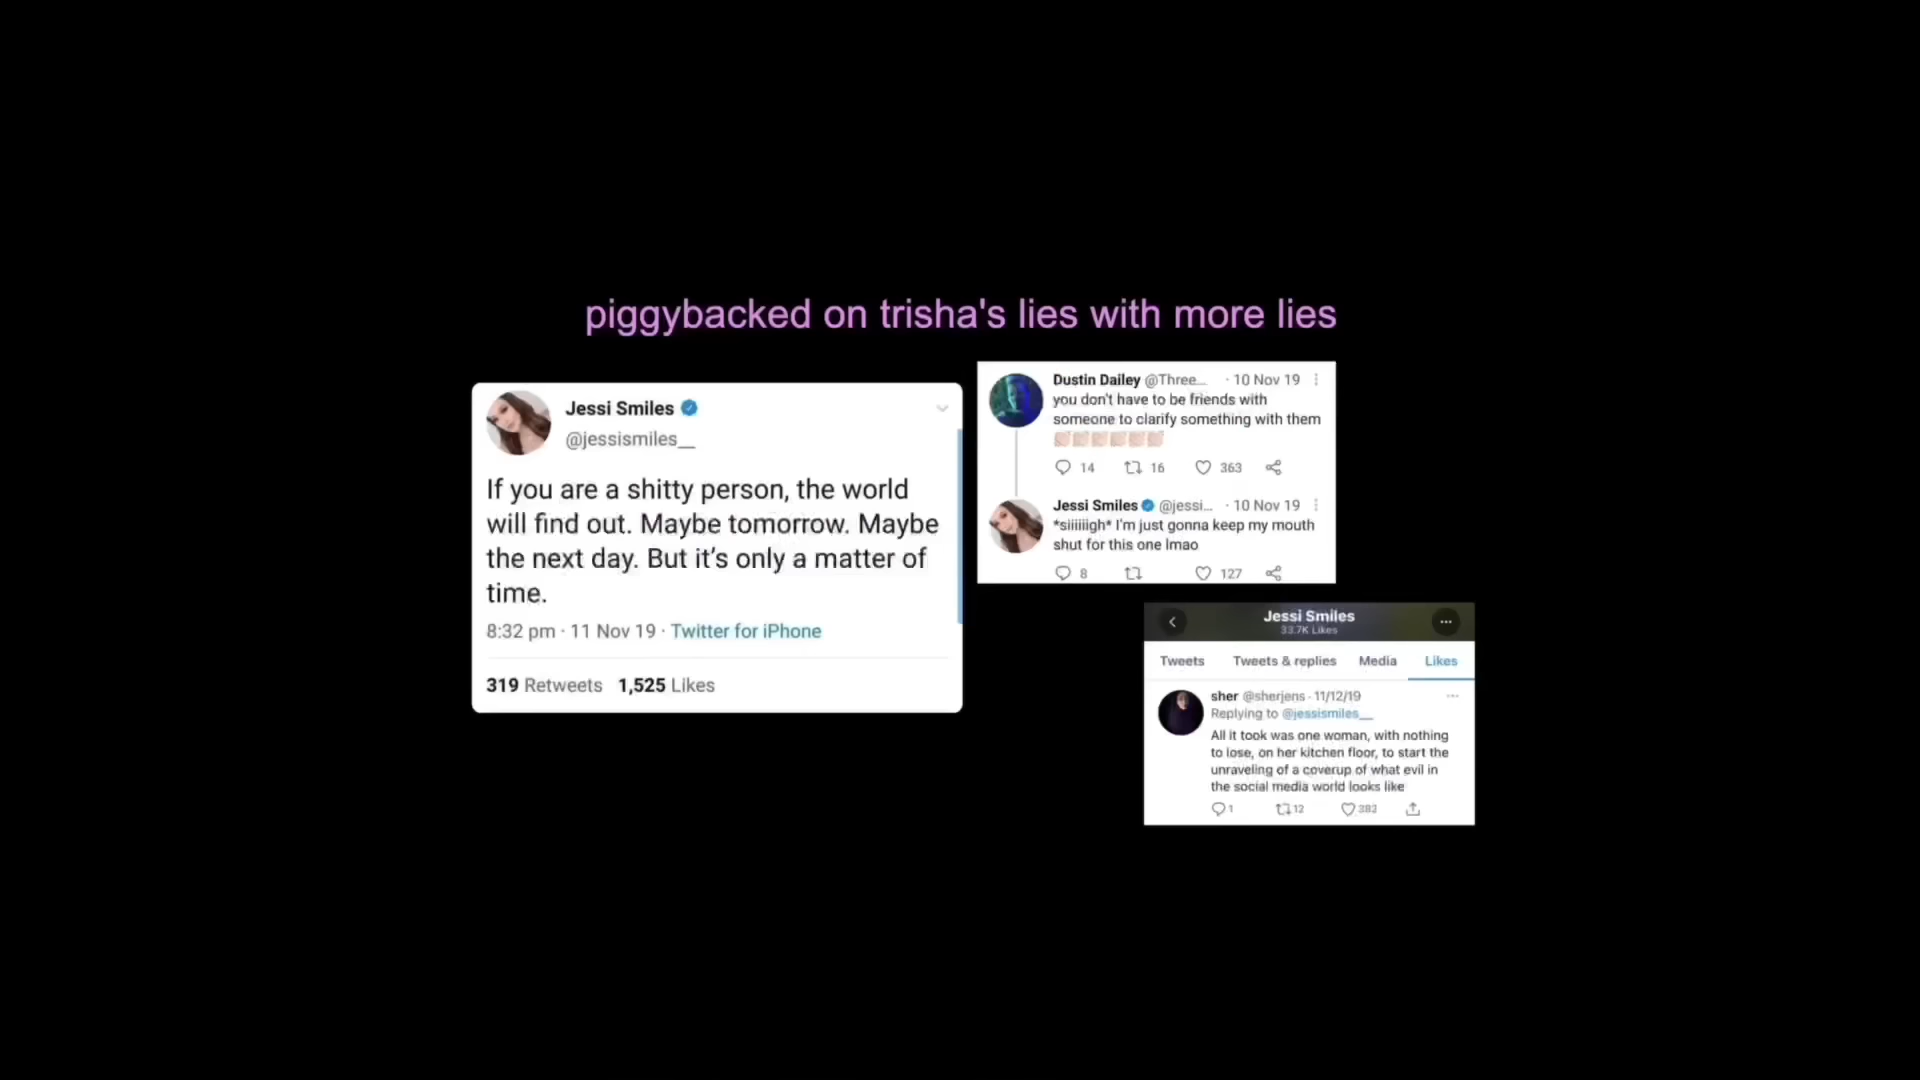 piggybacked on trisha's lies with more lies
Jessi Smiles
@jessismiles__
If you are a shitty person, the world
will find out. Maybe tomorrow. Maybe
the next day. But it's only a matter of
time.
8:32 pm · 11 Nov 19 · Twitter for iPhone
319 Retweets 1,525 Likes
Dustin Dailey @Three... · 10 Nov 19
you don't have to be friends with
someone to clarify something with them
14 16 363
Jessi Smiles @jessi... · 10 Nov 19
*siiiiiigh* I'm just gonna keep my mouth
shut for this one lmao
8 127
Jessi Smiles
33.7K Likes
Tweets Tweets & replies Media Likes
sher @sherjens · 11/12/19
Replying to @jessismiles__
All it took was one woman, with nothing
to lose, on her kitchen floor, to start the
unraveling of a coverup of what evil in
the social media world looks like
1 12 382